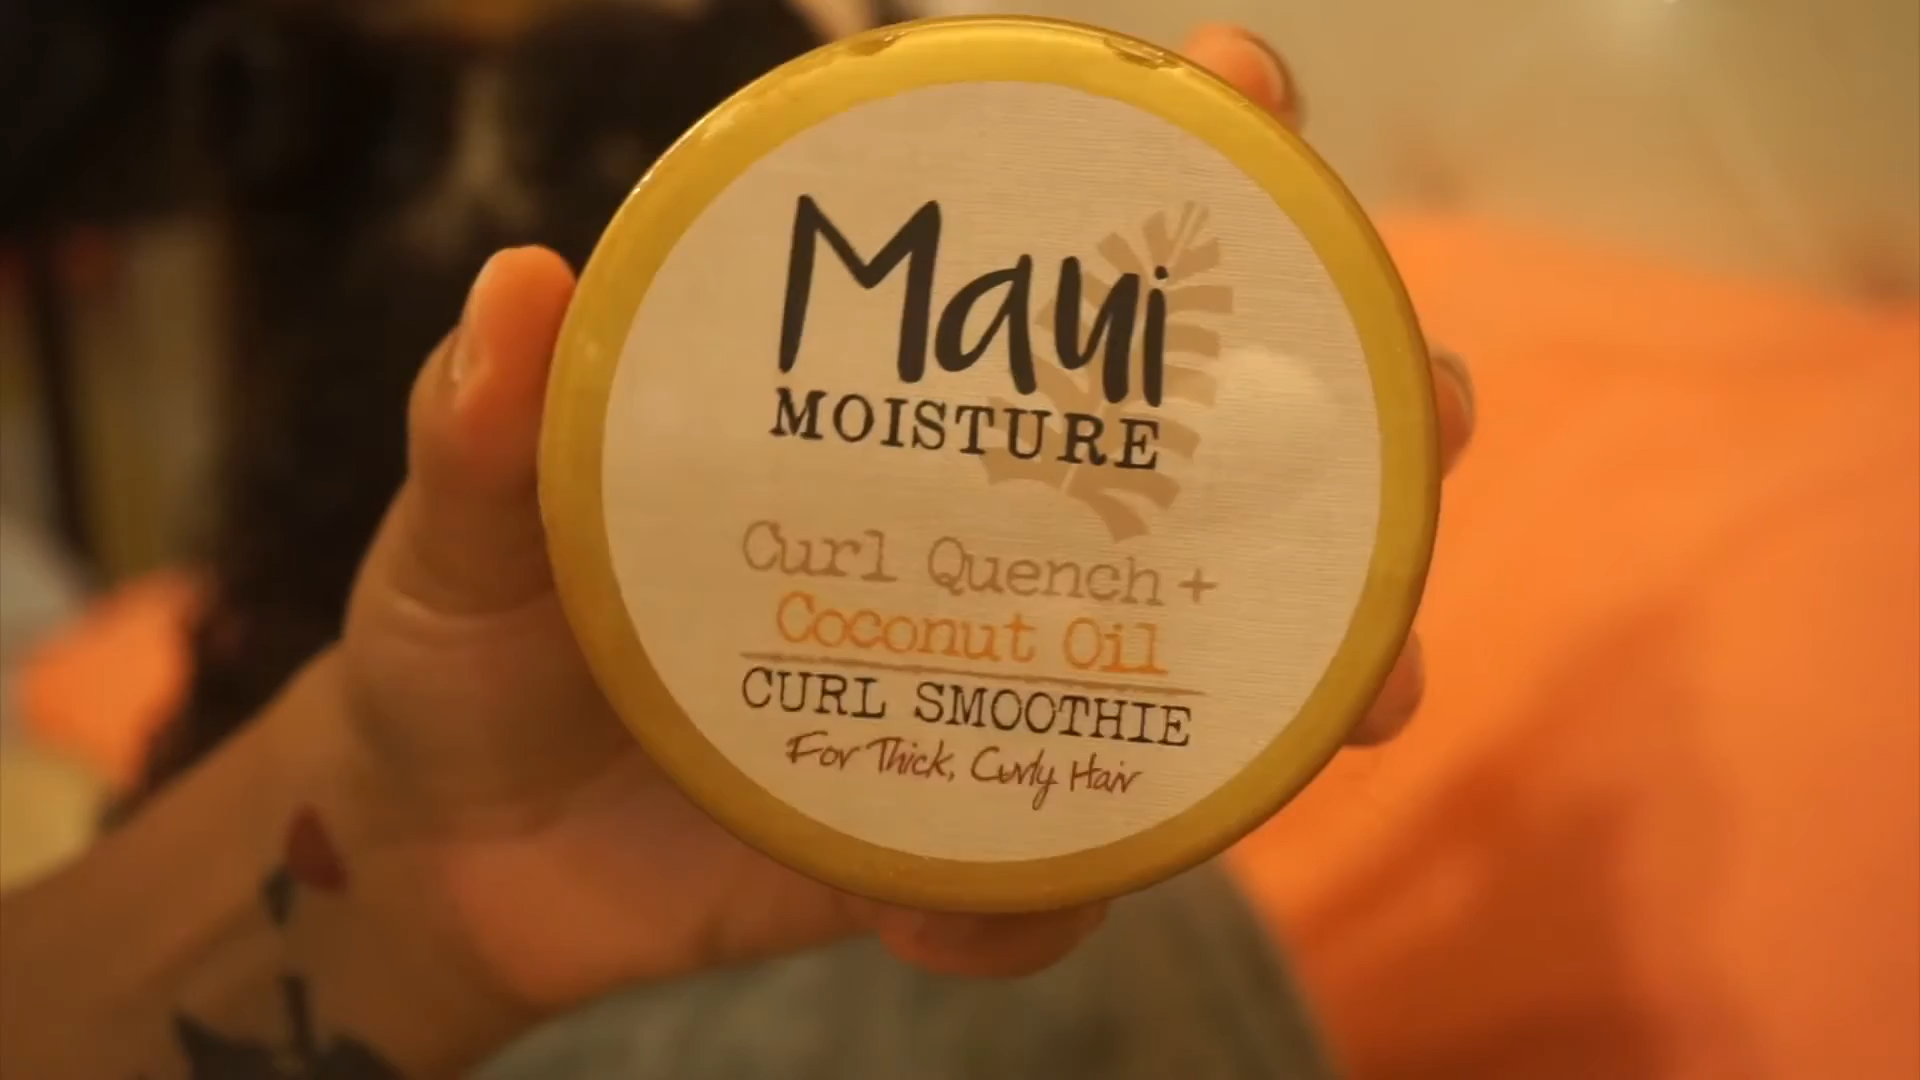 Maui
MOISTURE
Curl Quench +
Coconut Oil
CURL SMOOTHIE
For Thick, Curly Hair